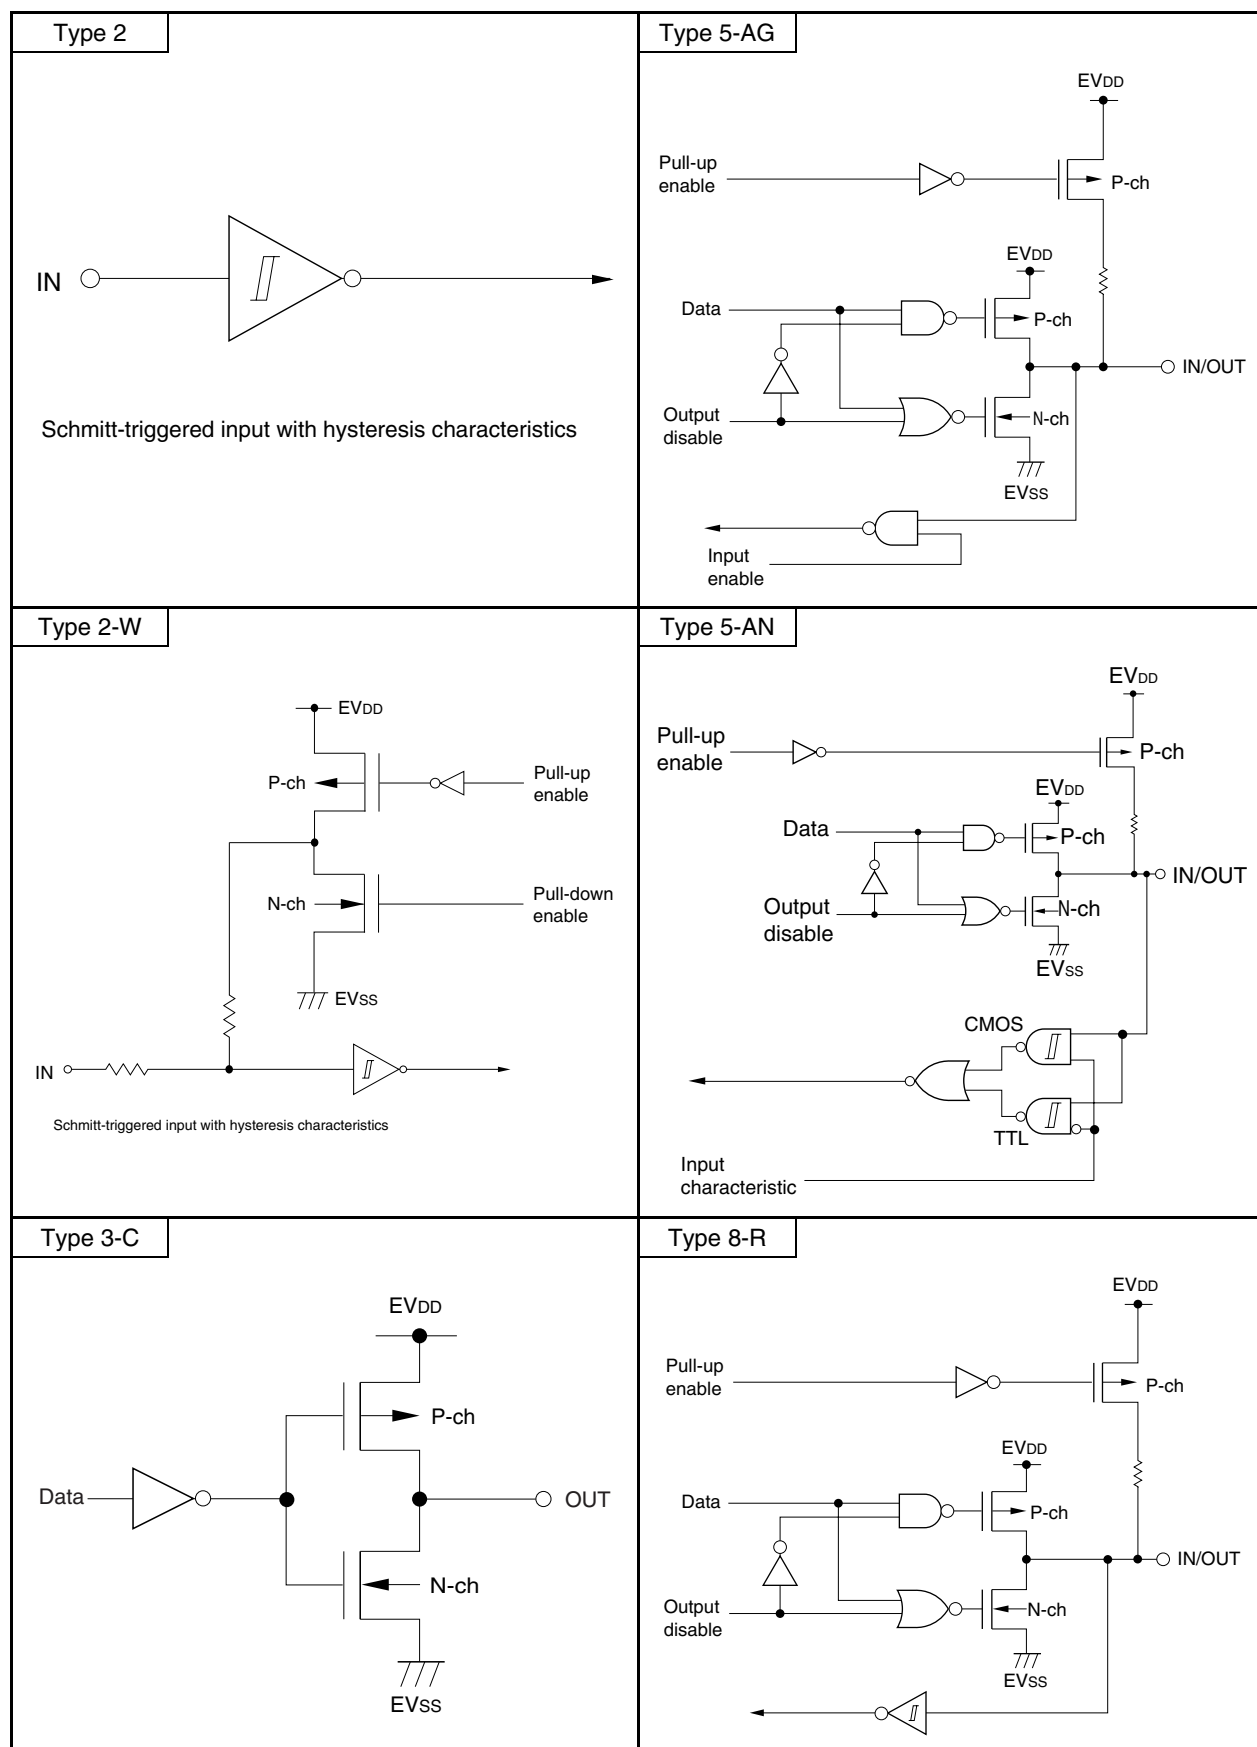 Type 2
IN
Schmitt-triggered input with hysteresis characteristics
Type 5-AG
EVDD
Pull-up
enable
P-ch
EVDD
Data
P-ch
IN/OUT
Output
disable
N-ch
EVSS
Input
enable
Type 2-W
EVDD
P-ch
Pull-up
enable
N-ch
Pull-down
enable
EVSS
IN
Schmitt-triggered input with hysteresis characteristics
Type 5-AN
EVDD
Pull-up
enable
P-ch
EVDD
Data
P-ch
IN/OUT
Output
disable
N-ch
EVSS
CMOS
TTL
Input
characteristic
Type 3-C
EVDD
P-ch
Data
OUT
N-ch
EVSS
Type 8-R
EVDD
Pull-up
enable
P-ch
EVDD
Data
P-ch
IN/OUT
Output
disable
N-ch
EVSS